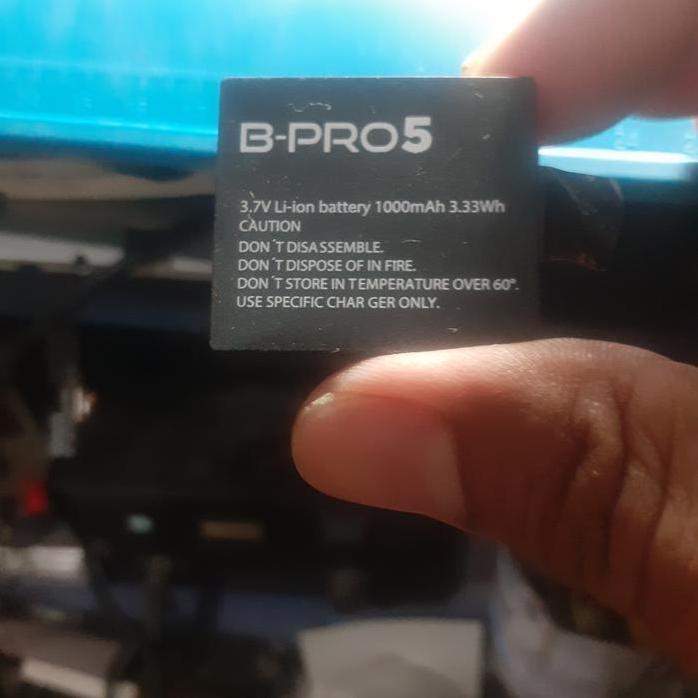 B-PRO5
3.7V Li-ion battery 1000mAh 3.33Wh
CAUTION
DON´T DISASSEMBLE.
DON´T DISPOSE OF IN FIRE.
DON´T STORE IN TEMPERATURE OVER 60°.
USE SPECIFIC CHAR GER ONLY.